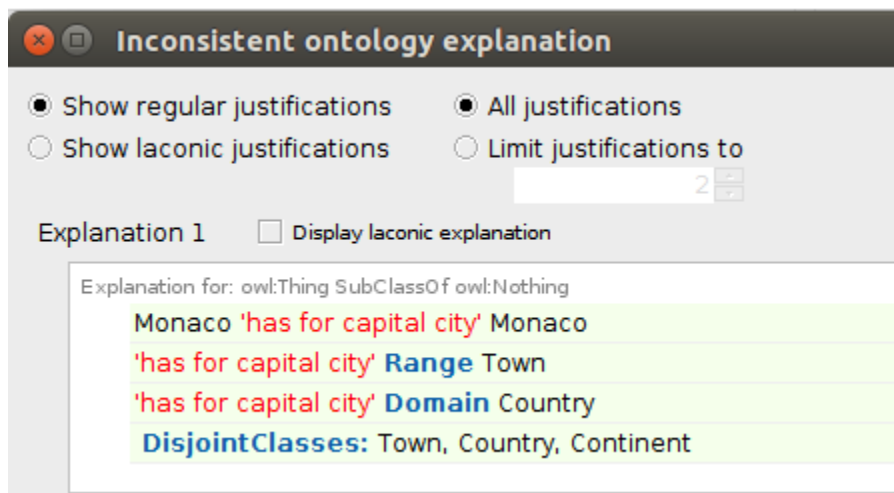 Inconsistent ontology explanation
Show regular justifications
All justifications
Show laconic justifications
Limit justifications to
2
Explanation 1
Display laconic explanation
Explanation for: owl:Thing SubClassOf owl:Nothing
Monaco 'has for capital city' Monaco
'has for capital city' Range Town
'has for capital city' Domain Country
DisjointClasses: Town, Country, Continent